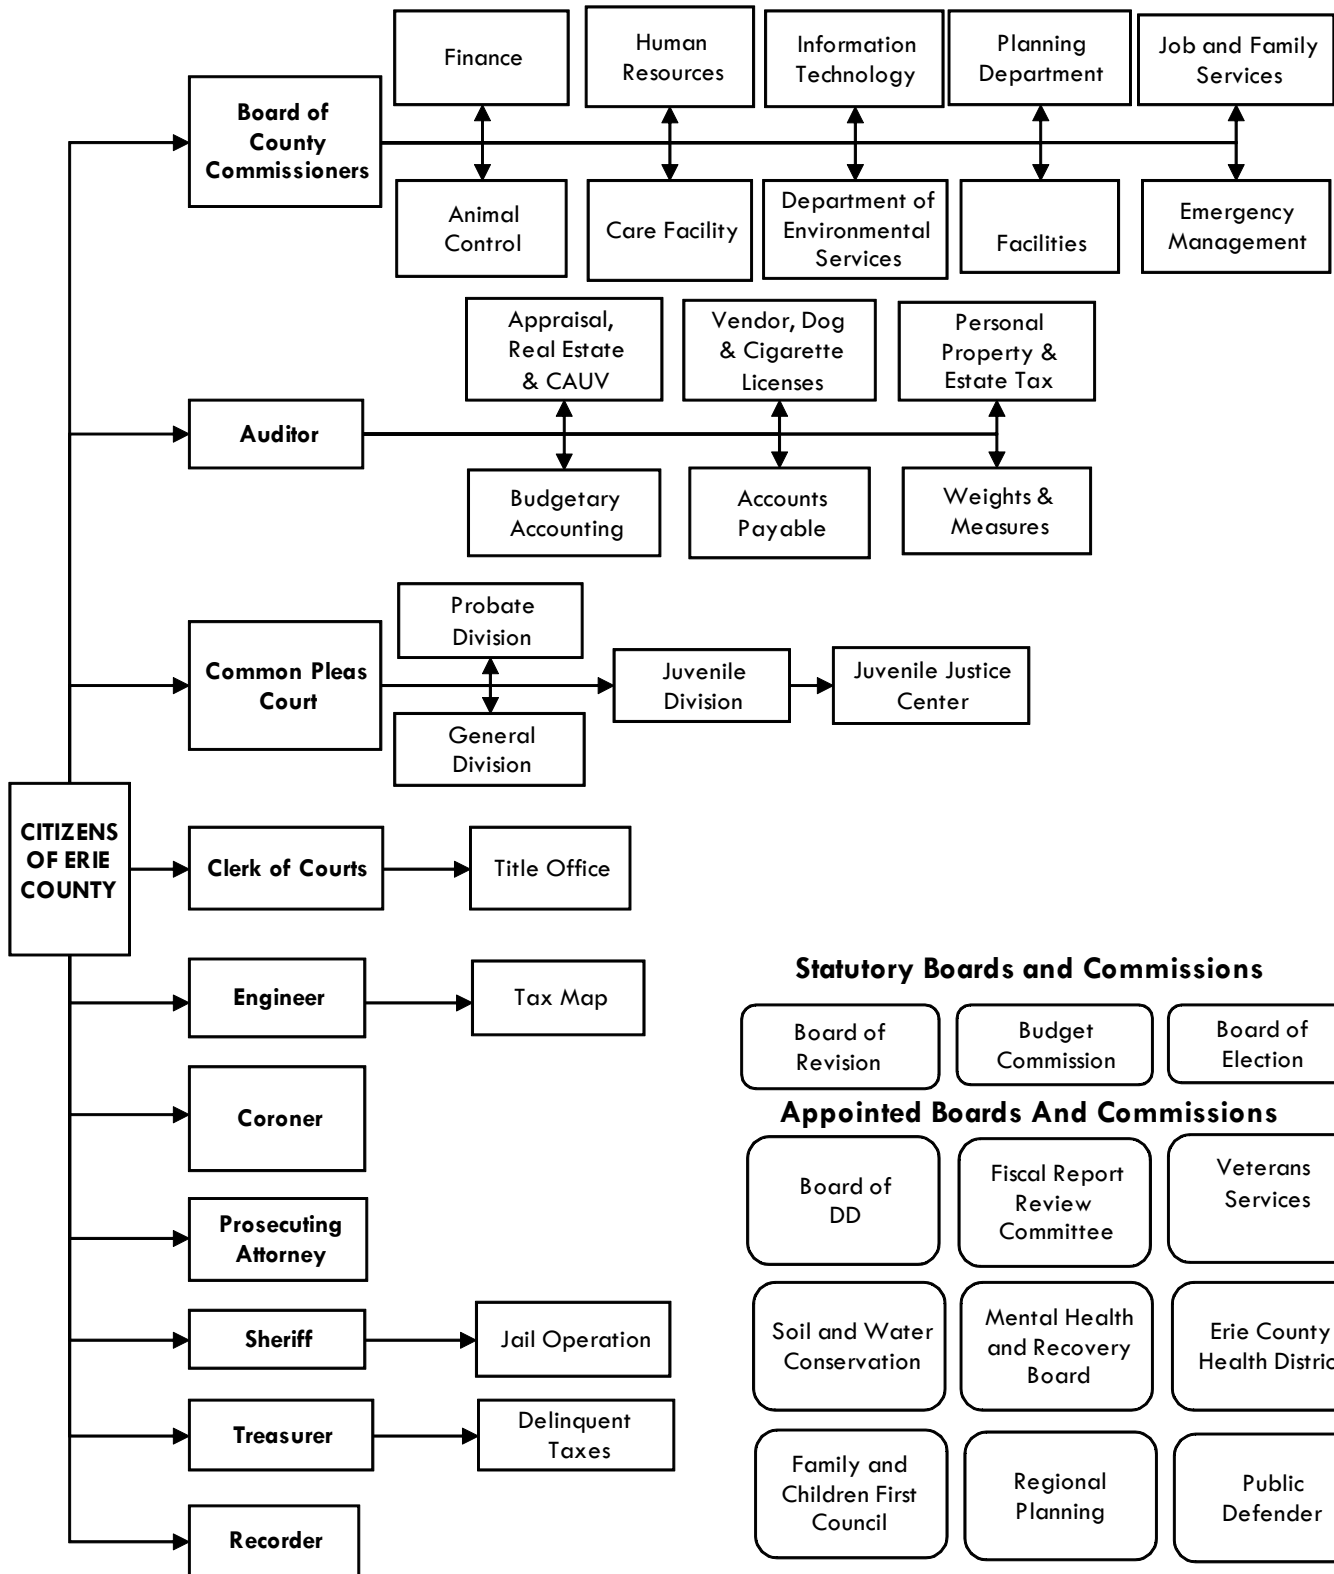 Finance
Human
Resources
Information
Technology
Planning
Department
Job and Family
Services
Board of
County
Commissioners
Animal
Control
Care Facility
Department of
Environmental
Services
Facilities
Emergency
Management
Appraisal,
Real Estate
& CAUV
Vendor, Dog
& Cigarette
Licenses
Personal
Property &
Estate Tax
Auditor
Budgetary
Accounting
Accounts
Payable
Weights &
Measures
Probate
Division
Common Pleas
Court
Juvenile
Division
Juvenile Justice
Center
General
Division
CITIZENS
OF ERIE
COUNTY
Clerk of Courts
Title Office
Engineer
Tax Map
Coroner
Prosecuting
Attorney
Sheriff
Jail Operation
Treasurer
Delinquent
Taxes
Recorder
Statutory Boards and Commissions
Board of
Revision
Budget
Commission
Board of
Election
Appointed Boards And Commissions
Board of
DD
Fiscal Report
Review
Committee
Veterans
Services
Soil and Water
Conservation
Mental Health
and Recovery
Board
Erie County
Health Distric
Family and
Children First
Council
Regional
Planning
Public
Defender